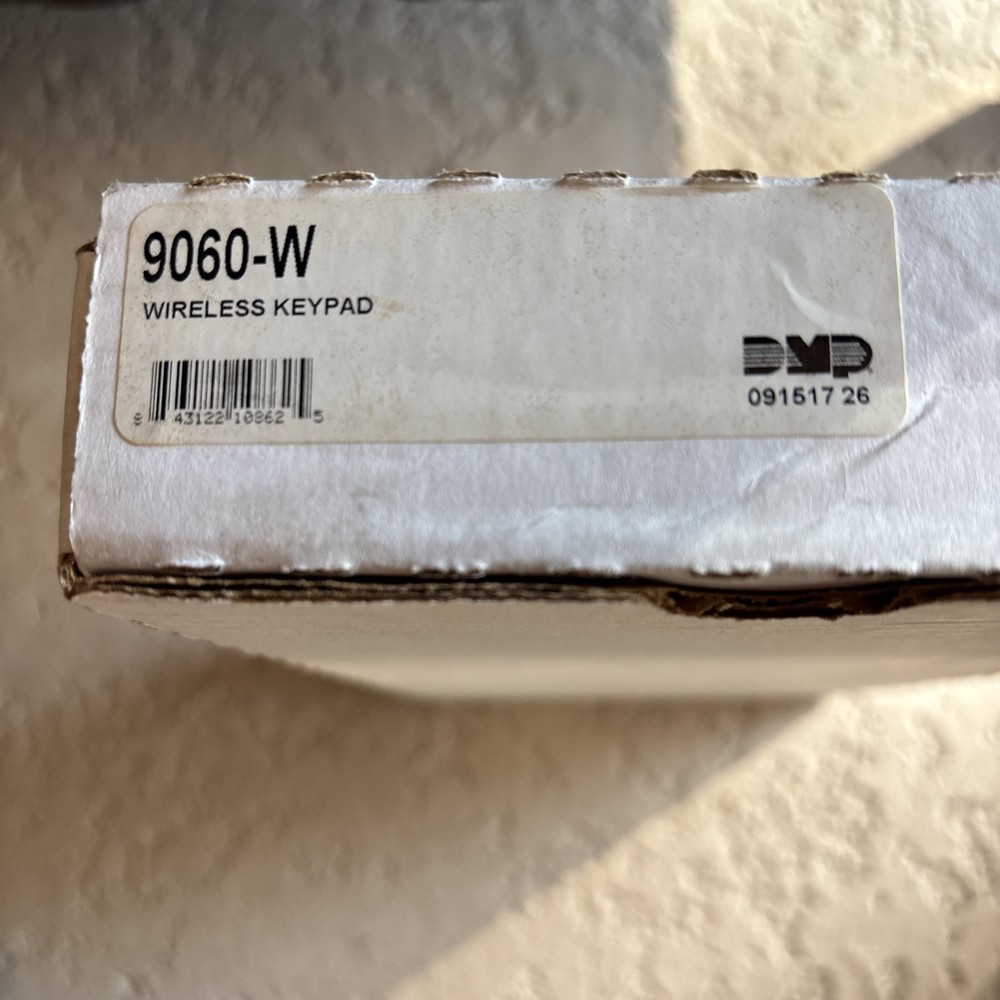 9060-W
WIRELESS KEYPAD
8 43122 10862 5
DMP
091517 26